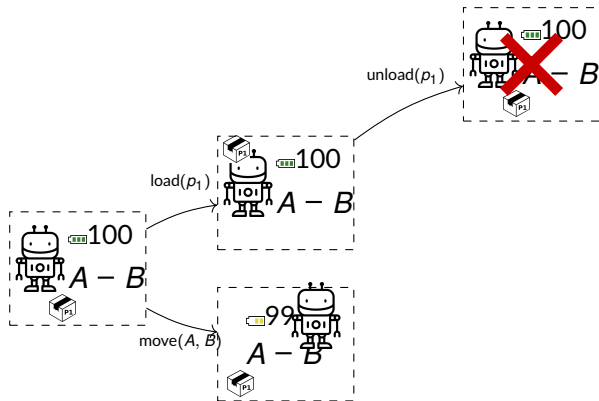 100
A – B
unload(p₁)
P1
100
A – B
load(p₁)
P1
100
A – B
P1
99
A – B
move(A, B)
P1